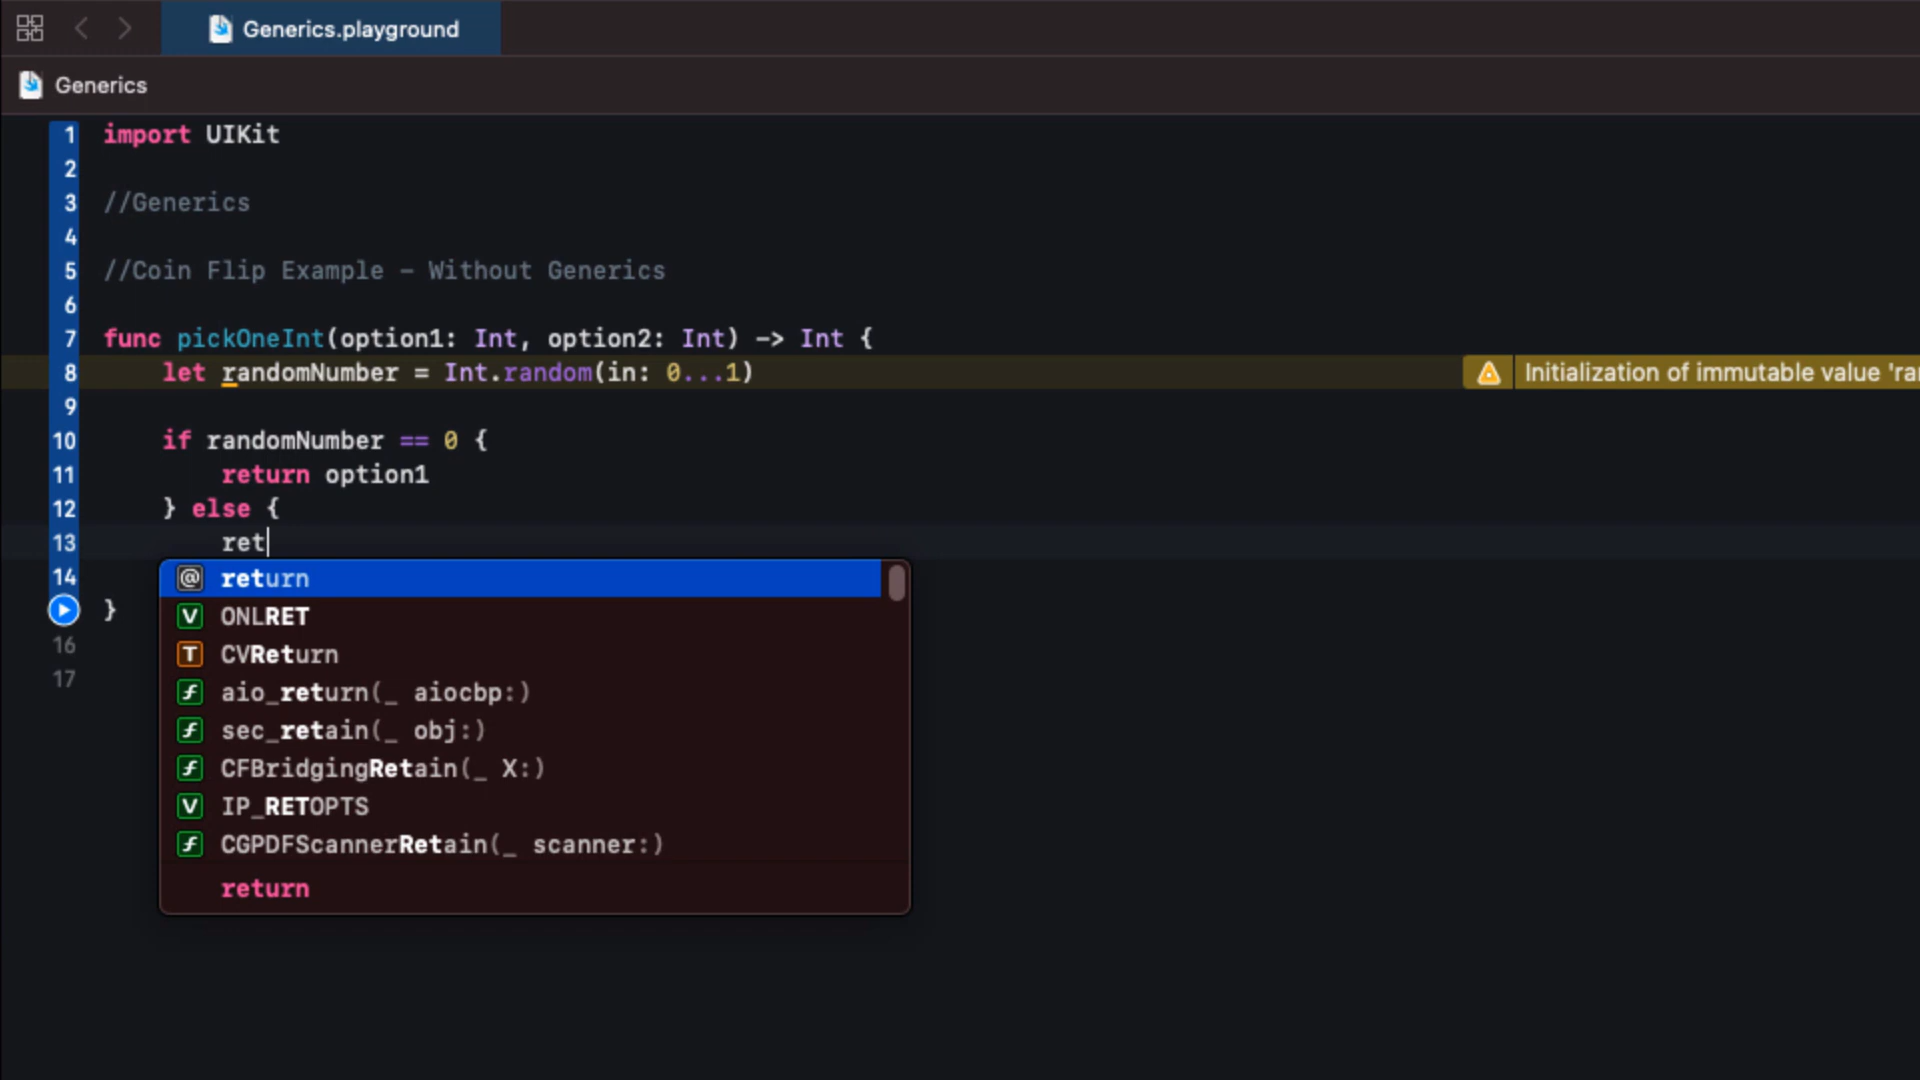 Generics.playground
Generics
1 import UIKit
2
3 //Generics
4
5 //Coin Flip Example - Without Generics
6
7 func pickOneInt(option1: Int, option2: Int) -> Int {
8 let randomNumber = Int.random(in: 0...1)
Initialization of immutable value 'ra
9
10 if randomNumber == 0 {
11 return option1
12 } else {
13 ret
14
}
16
17
@ return
V ONLRET
T CVReturn
f aio_return(_ aiocbp:)
f sec_retain(_ obj:)
f CFBridgingRetain(_ X:)
V IP_RETOPTS
f CGPDFScannerRetain(_ scanner:)
return